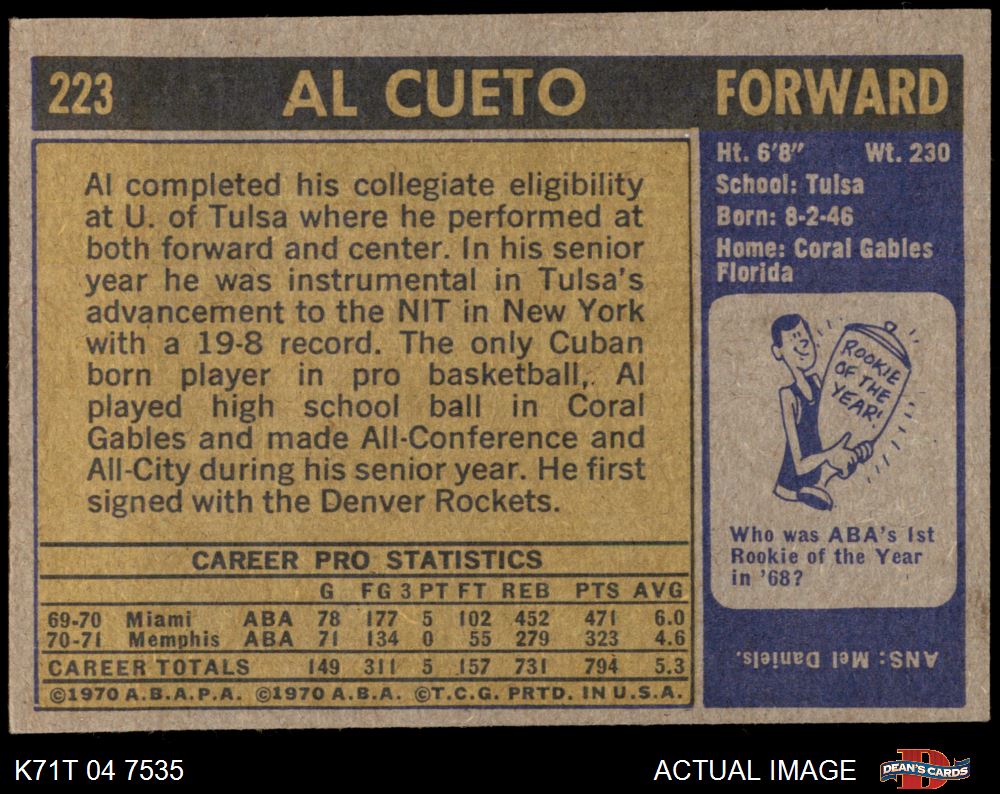 223 AL CUETO FORWARD
Al completed his collegiate eligibility
at U. of Tulsa where he performed at
both forward and center. In his senior
year he was instrumental in Tulsa's
advancement to the NIT in New York
with a 19-8 record. The only Cuban
born player in pro basketball, Al
played high school ball in Coral
Gables and made All-Conference and
All-City during his senior year. He first
signed with the Denver Rockets.
CAREER PRO STATISTICS
G FG 3 PT FT REB PTS AVG
69-70 Miami ABA 78 177 5 102 452 471 6.0
70-71 Memphis ABA 71 134 0 55 279 323 4.6
CAREER TOTALS 149 311 5 157 731 794 5.3
©1970 A.B.A.P.A. ©1970 A.B.A. ©T.C.G. PRTD. IN U.S.A.
Ht. 6'8" Wt. 230
School: Tulsa
Born: 8-2-46
Home: Coral Gables
Florida
ROOKIE
OF THE
YEAR!
Who was ABA's 1st
Rookie of the Year
in '68?
ANS: Mel Daniels.
K71T 04 7535
ACTUAL IMAGE
D
DEAN'S CARDS